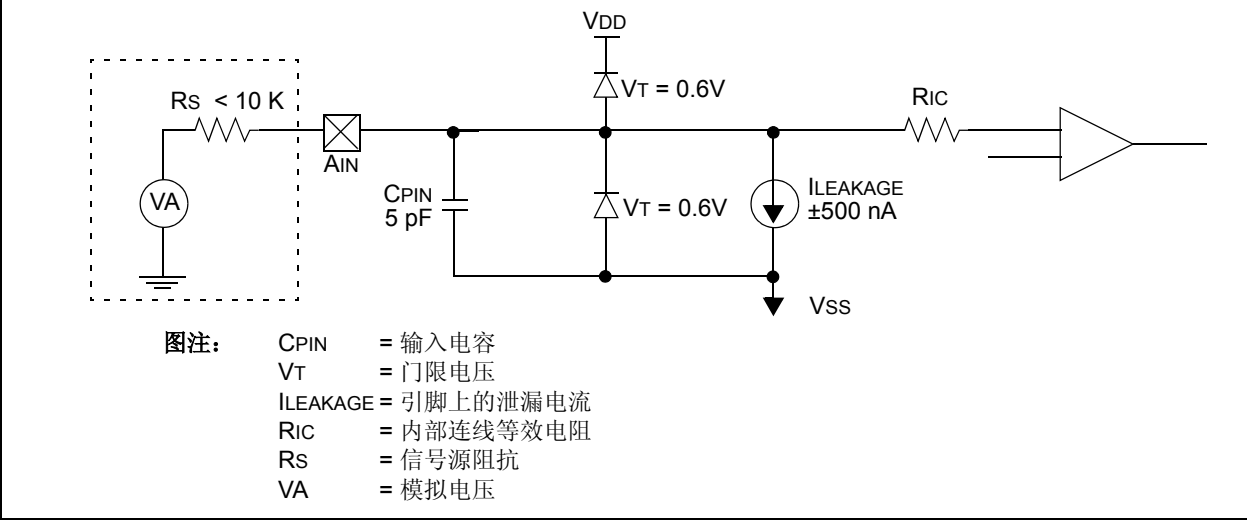 VDD
VT = 0.6V
RS < 10 K
RIC
AIN
VA
CPIN
5 pF
VT = 0.6V
ILEAKAGE
±500 nA
VSS
图注： CPIN = 输入电容
VT = 门限电压
ILEAKAGE = 引脚上的泄漏电流
RIC = 内部连线等效电阻
RS = 信号源阻抗
VA = 模拟电压